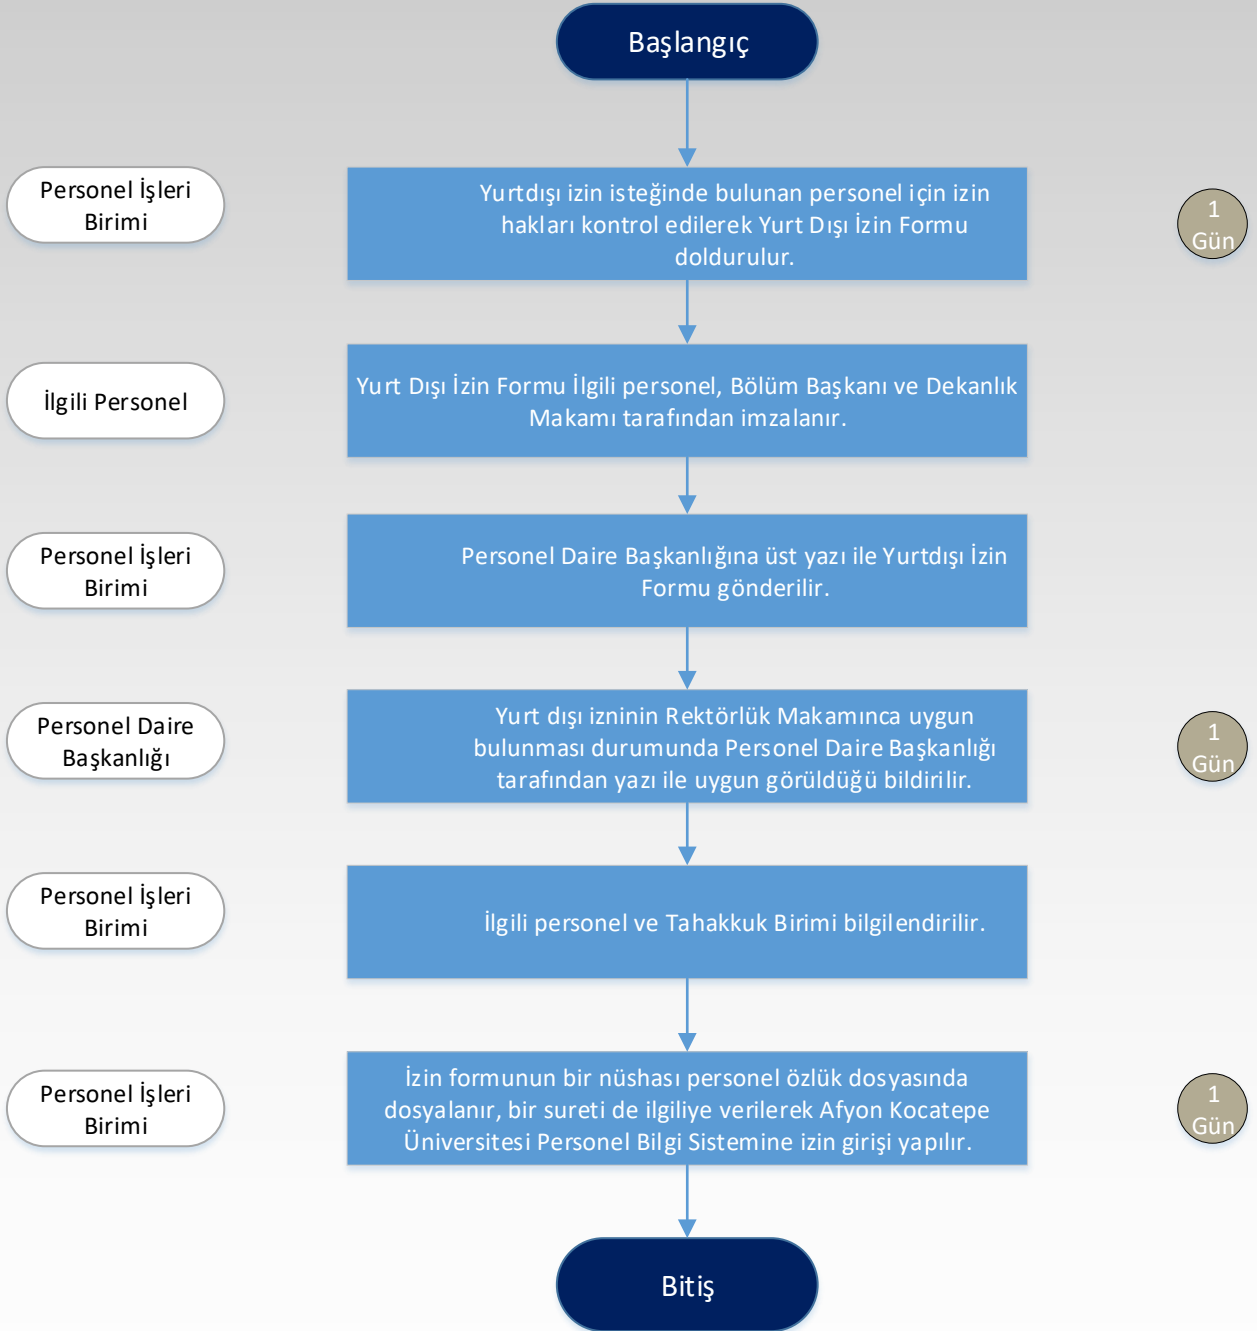 Başlangıç
Personel İşleri
Birimi
Yurtdışı izin isteğinde bulunan personel için izin
hakları kontrol edilerek Yurt Dışı İzin Formu
doldurulur.
1
Gün
İlgili Personel
Yurt Dışı İzin Formu İlgili personel, Bölüm Başkanı ve Dekanlık
Makamı tarafından imzalanır.
Personel İşleri
Birimi
Personel Daire Başkanlığına üst yazı ile Yurtdışı İzin
Formu gönderilir.
Personel Daire
Başkanlığı
Yurt dışı izninin Rektörlük Makamınca uygun
bulunması durumunda Personel Daire Başkanlığı
tarafından yazı ile uygun görüldüğü bildirilir.
1
Gün
Personel İşleri
Birimi
İlgili personel ve Tahakkuk Birimi bilgilendirilir.
Personel İşleri
Birimi
İzin formunun bir nüshası personel özlük dosyasında
dosyalanır, bir sureti de ilgiliye verilerek Afyon Kocatepe
Üniversitesi Personel Bilgi Sistemine izin girişi yapılır.
1
Gün
Bitiş